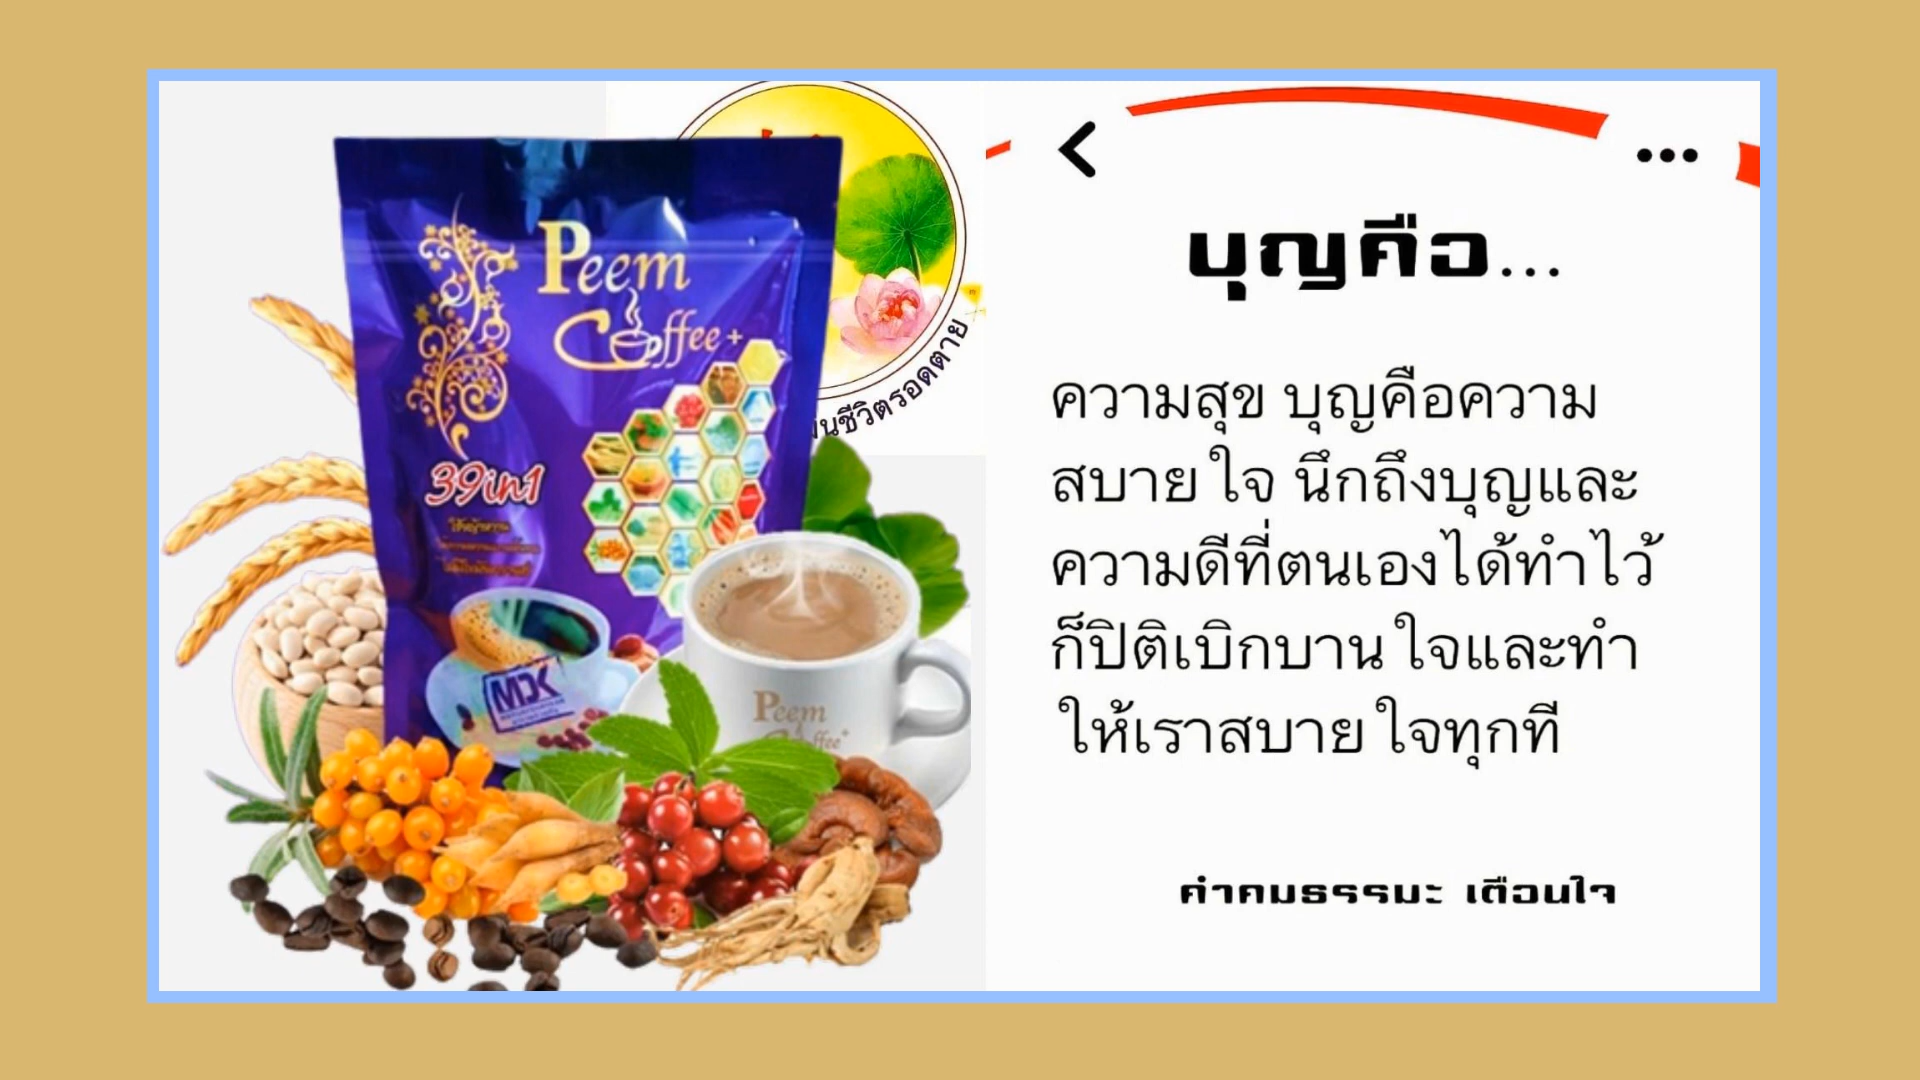 Peem
Coffee+
39in1
MDX
Peem
Coffee+
ชีวิตรอดตาย
บุญคือ...
ความสุข บุญคือความ
สบายใจ นึกถึงบุญและ
ความดีที่ตนเองได้ทำไว้
ก็ปิติเบิกบานใจและทำ
ให้เราสบายใจทุกที
คำคมธรรมะ เตือนใจ